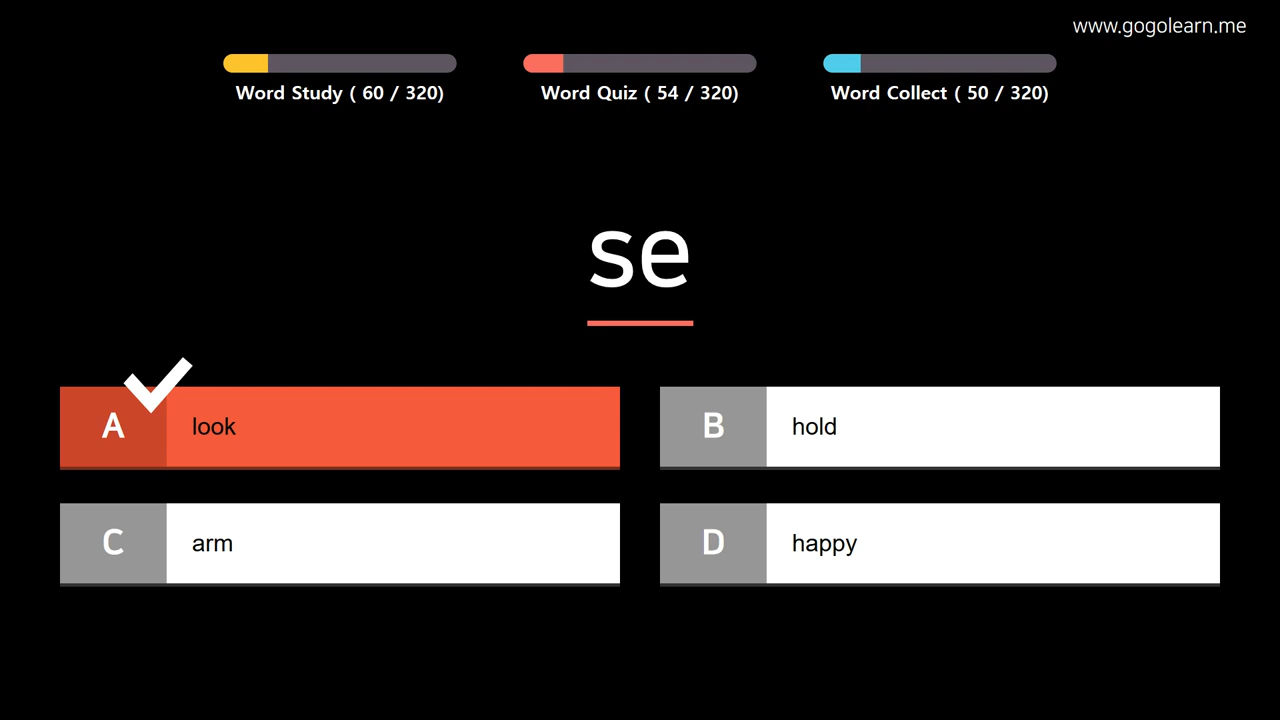 www.gogolearn.me
Word Study ( 60 / 320)
Word Quiz ( 54 / 320)
Word Collect ( 50 / 320)
se
A look
B hold
C arm
D happy